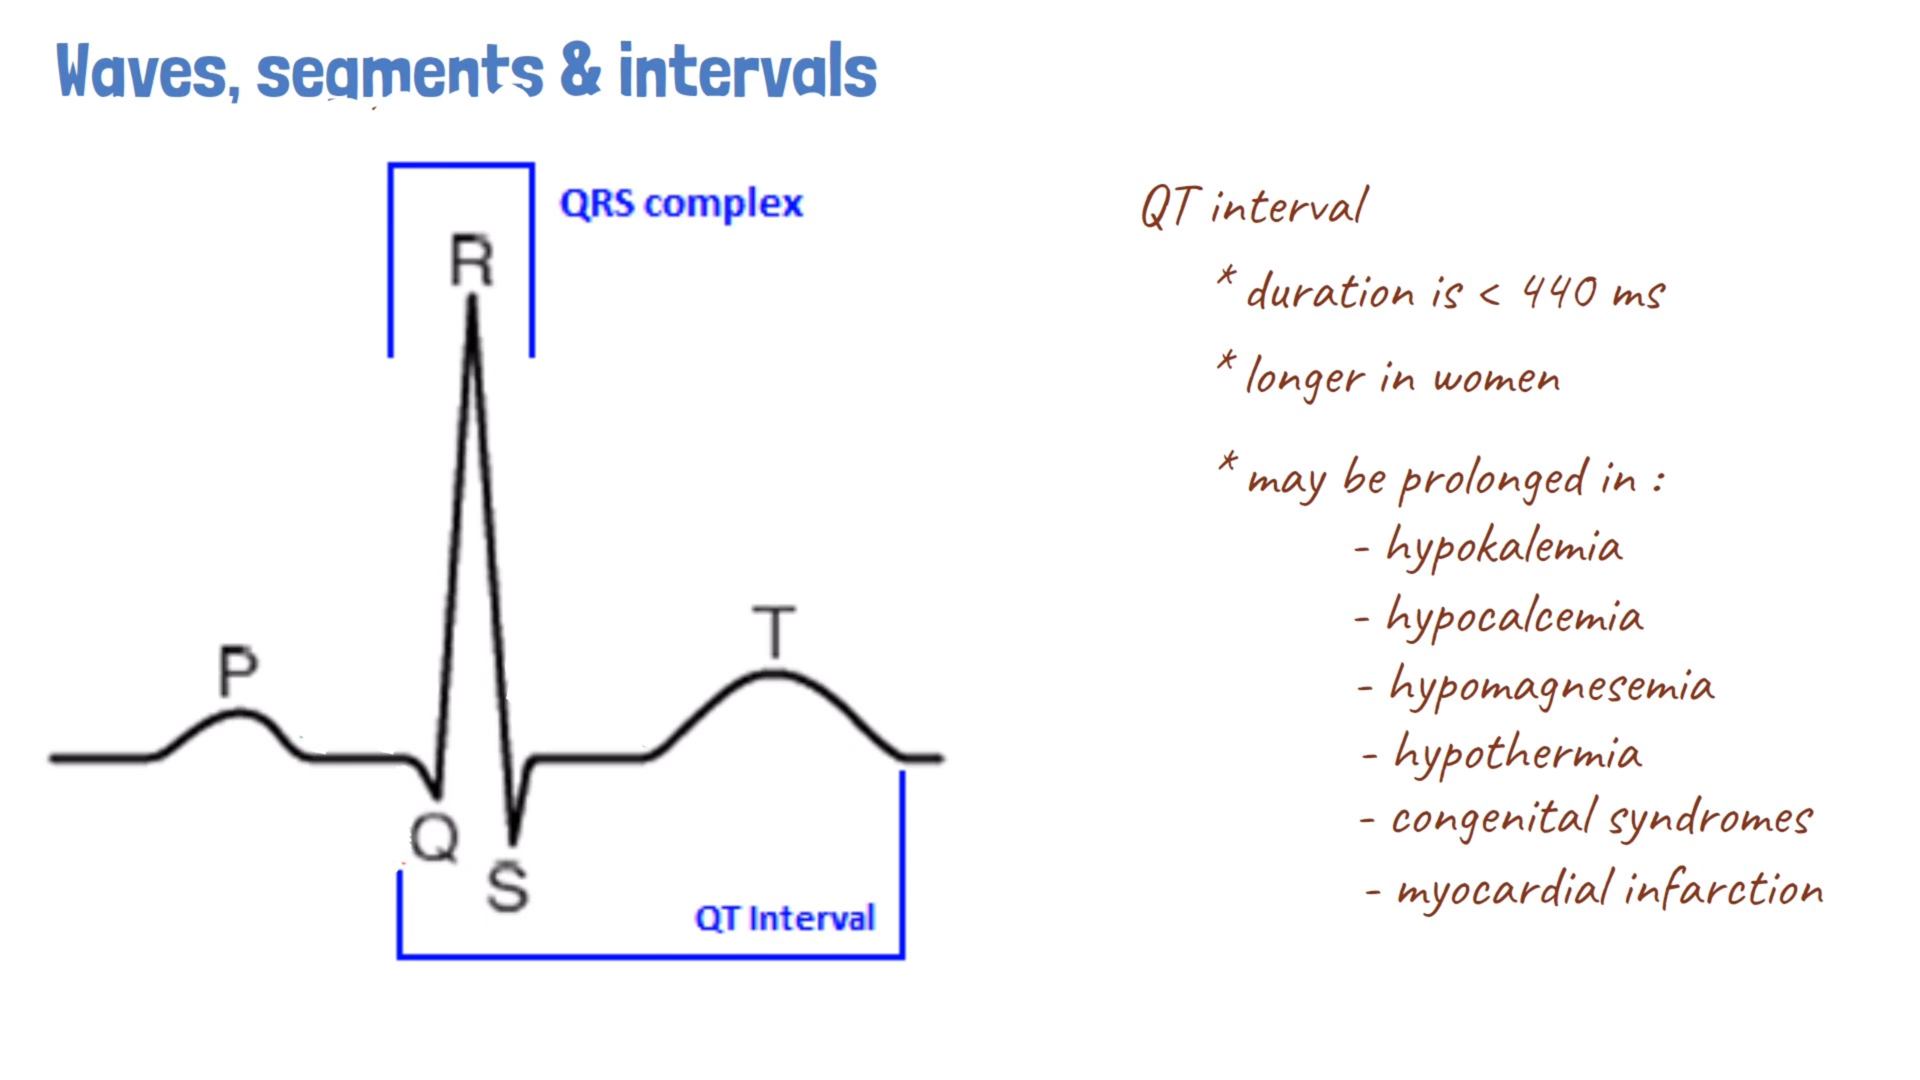 Waves, segments & intervals
QRS complex
R
P
T
Q
S
QT Interval
QT interval
* duration is < 440 ms
* longer in women
* may be prolonged in :
- hypokalemia
- hypocalcemia
- hypomagnesemia
- hypothermia
- congenital syndromes
- myocardial infarction